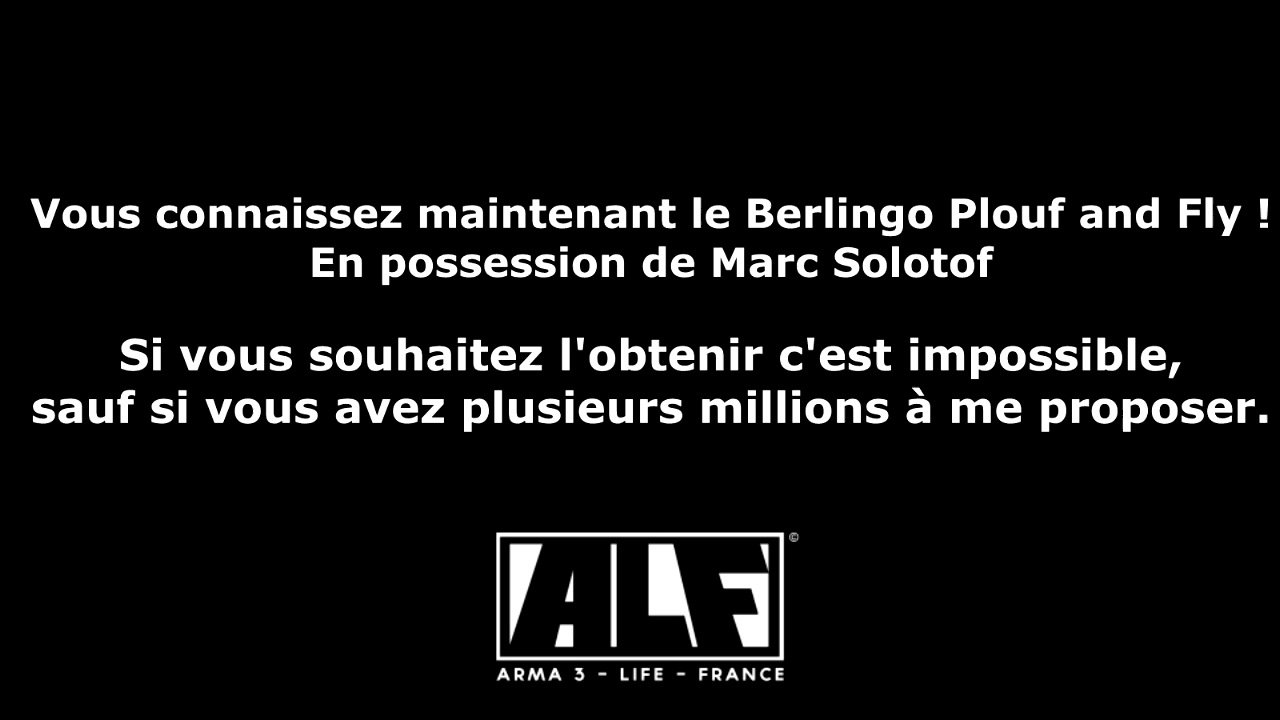 Vous connaissez maintenant le Berlingo Plouf and Fly !
En possession de Marc Solotof
Si vous souhaitez l'obtenir c'est impossible,
sauf si vous avez plusieurs millions à me proposer.
ALF ©
ARMA 3 - LIFE - FRANCE